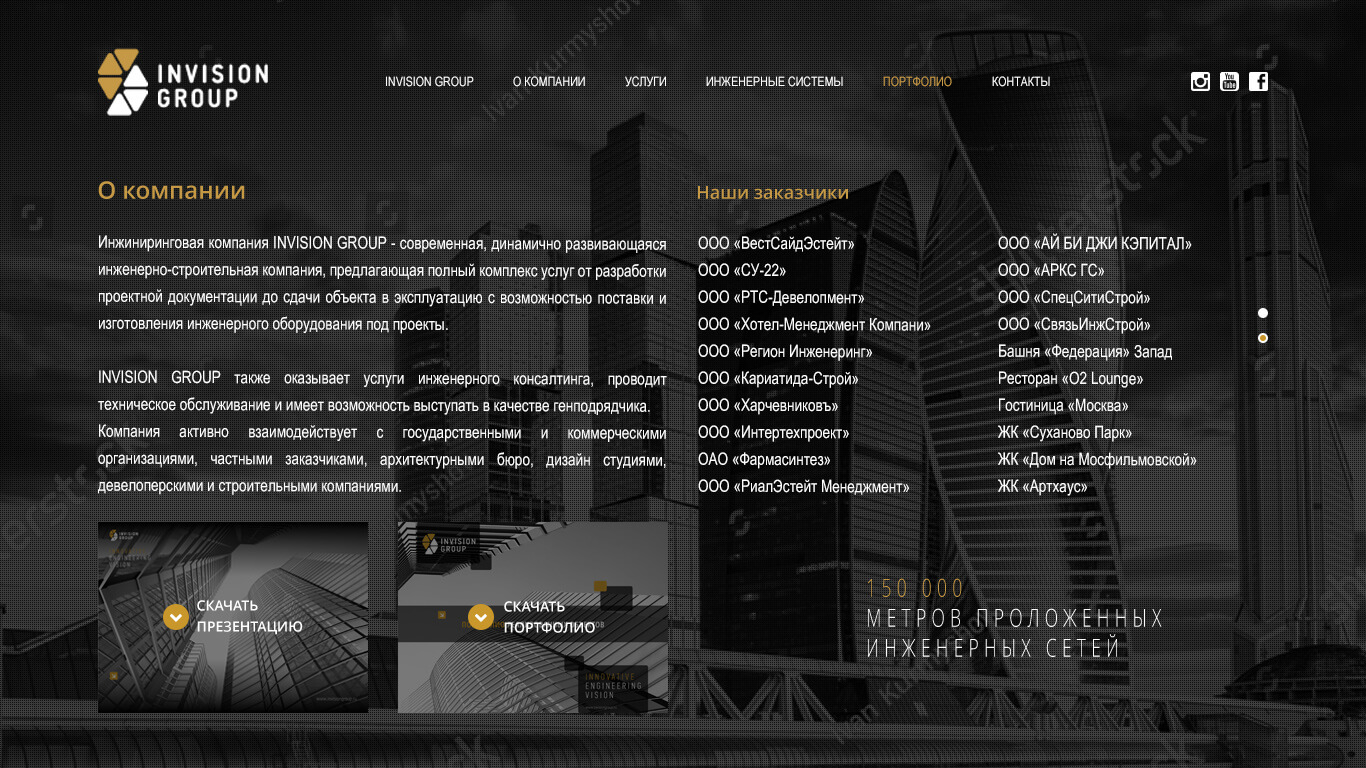 INVISION
GROUP
INVISION GROUP
О КОМПАНИИ
УСЛУГИ
ИНЖЕНЕРНЫЕ СИСТЕМЫ
ПОРТФОЛИО
КОНТАКТЫ
You
Tube
О компании
Инжиниринговая компания INVISION GROUP - современная, динамично развивающаяся
инженерно-строительная компания, предлагающая полный комплекс услуг от разработки
проектной документации до сдачи объекта в эксплуатацию с возможностью поставки и
изготовления инженерного оборудования под проекты.
INVISION GROUP также оказывает услуги инженерного консалтинга, проводит
техническое обслуживание и имеет возможность выступать в качестве генподрядчика.
Компания активно взаимодействует с государственными и коммерческими
организациями, частными заказчиками, архитектурными бюро, дизайн студиями,
девелоперскими и строительными компаниями.
Наши заказчики
ООО «ВестСайдЭстейт»
ООО «СУ-22»
ООО «РТС-Девелопмент»
ООО «Хотел-Менеджмент Компани»
ООО «Регион Инженеринг»
ООО «Кариатида-Строй»
ООО «Харчевниковъ»
ООО «Интертехпроект»
ОАО «Фармасинтез»
ООО «РиалЭстейт Менеджмент»
ООО «АЙ БИ ДЖИ КЭПИТАЛ»
ООО «АРКС ГС»
ООО «СпецСитиСтрой»
ООО «СвязьИнжСтрой»
Башня «Федерация» Запад
Ресторан «O2 Lounge»
Гостиница «Москва»
ЖК «Суханово Парк»
ЖК «Дом на Мосфильмовской»
ЖК «Артхаус»
INVISION
GROUP
СКАЧАТЬ
ПРЕЗЕНТАЦИЮ
INVISION
GROUP
СКАЧАТЬ
ПОРТФОЛИО
INNOVATIVE
ENGINEERING
VISION
150 000
МЕТРОВ ПРОЛОЖЕННЫХ
ИНЖЕНЕРНЫХ СЕТЕЙ